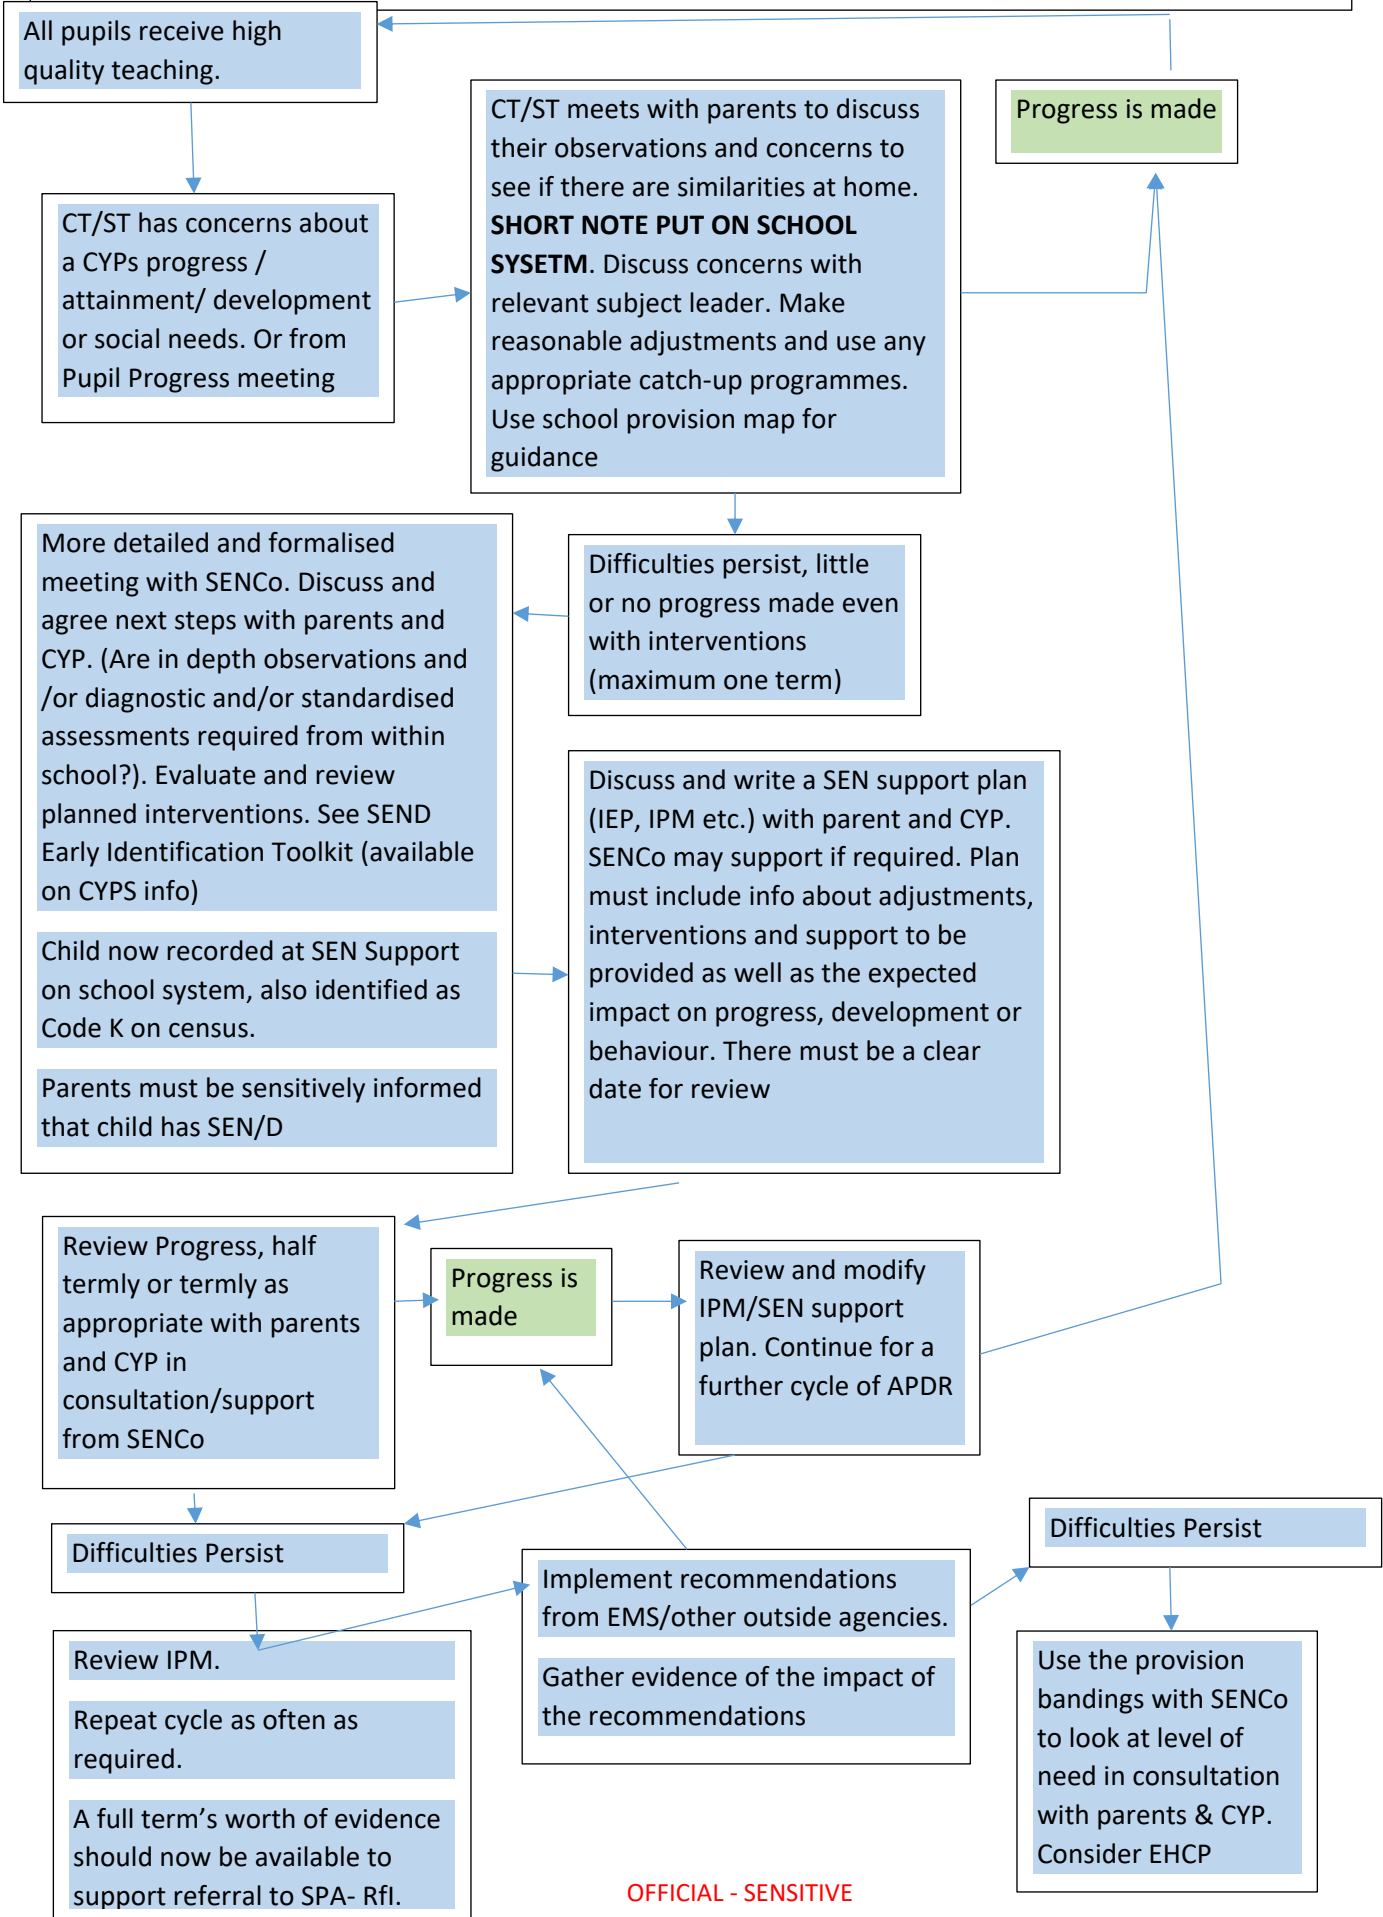 All pupils receive high
quality teaching.
Progress is made
CT/ST meets with parents to discuss
their observations and concerns to
see if there are similarities at home.
SHORT NOTE PUT ON SCHOOL
SYSETM. Discuss concerns with
relevant subject leader. Make
reasonable adjustments and use any
appropriate catch-up programmes.
Use school provision map for
guidance
CT/ST has concerns about
a CYPs progress /
attainment/ development
or social needs. Or from
Pupil Progress meeting
More detailed and formalised
meeting with SENCo. Discuss and
agree next steps with parents and
CYP. (Are in depth observations and
/or diagnostic and/or standardised
assessments required from within
school?). Evaluate and review
planned interventions. See SEND
Early Identification Toolkit (available
on CYPS info)
Child now recorded at SEN Support
on school system, also identified as
Code K on census.
Parents must be sensitively informed
that child has SEN/D
Difficulties persist, little
or no progress made even
with interventions
(maximum one term)
Discuss and write a SEN support plan
(IEP, IPM etc.) with parent and CYP.
SENCo may support if required. Plan
must include info about adjustments,
interventions and support to be
provided as well as the expected
impact on progress, development or
behaviour. There must be a clear
date for review
Review Progress, half
termly or termly as
appropriate with parents
and CYP in
consultation/support
from SENCo
Progress is
made
Review and modify
IPM/SEN support
plan. Continue for a
further cycle of APDR
Difficulties Persist
Difficulties Persist
Implement recommendations
from EMS/other outside agencies.
Gather evidence of the impact of
the recommendations
Review IPM.
Repeat cycle as often as
required.
A full term’s worth of evidence
should now be available to
support referral to SPA- RfI.
Use the provision
bandings with SENCo
to look at level of
need in consultation
with parents & CYP.
Consider EHCP
OFFICIAL - SENSITIVE